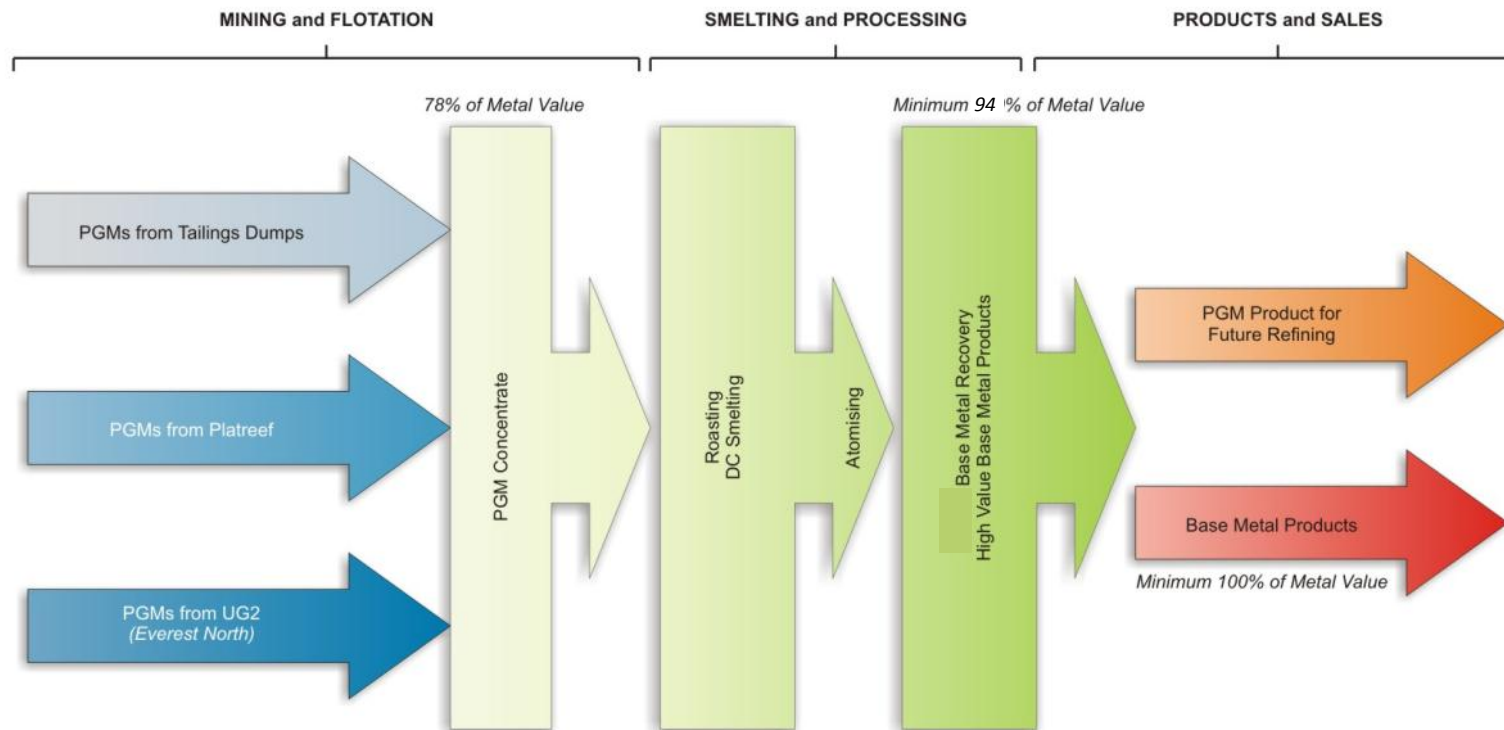 MINING and FLOTATION
SMELTING and PROCESSING
PRODUCTS and SALES
78% of Metal Value
Minimum 94 % of Metal Value
PGMs from Tailings Dumps
PGMs from Platreef
PGMs from UG2
(Everest North)
PGM Concentrate
Roasting
DC Smelting
Atomising
Base Metal Recovery
High Value Base Metal Products
PGM Product for
Future Refining
Base Metal Products
Minimum 100% of Metal Value